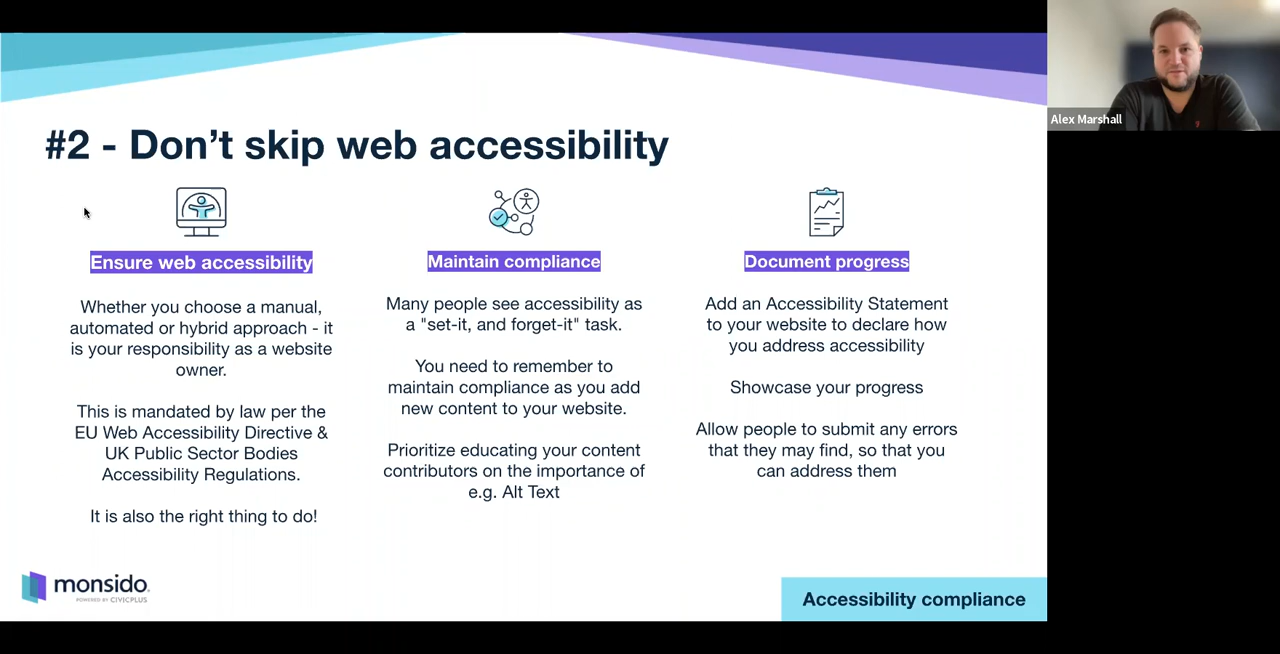 Alex Marshall
#2 - Don’t skip web accessibility
Ensure web accessibility
Whether you choose a manual,
automated or hybrid approach - it
is your responsibility as a website
owner.
This is mandated by law per the
EU Web Accessibility Directive &
UK Public Sector Bodies
Accessibility Regulations.
It is also the right thing to do!
Maintain compliance
Many people see accessibility as
a "set-it, and forget-it" task.
You need to remember to
maintain compliance as you add
new content to your website.
Prioritize educating your content
contributors on the importance of
e.g. Alt Text
Document progress
Add an Accessibility Statement
to your website to declare how
you address accessibility
Showcase your progress
Allow people to submit any errors
that they may find, so that you
can address them
monsido
POWERED BY CIVICPLUS
Accessibility compliance